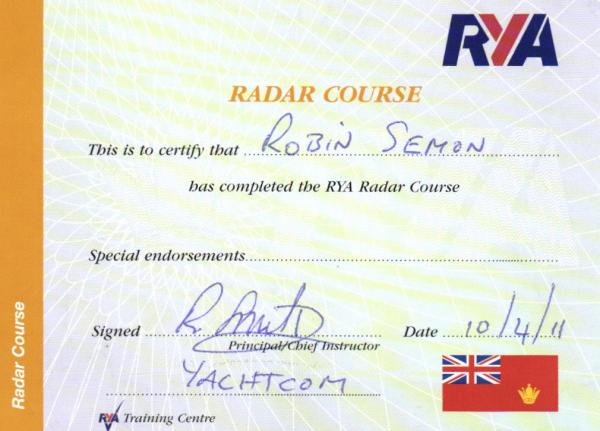 RYA
RADAR COURSE
This is to certify that ROBIN SEMON
has completed the RYA Radar Course
Special endorsements
Signed R. Date 10/4/11
Principal/Chief Instructor
YACHTCOM
RYA Training Centre
Radar Course